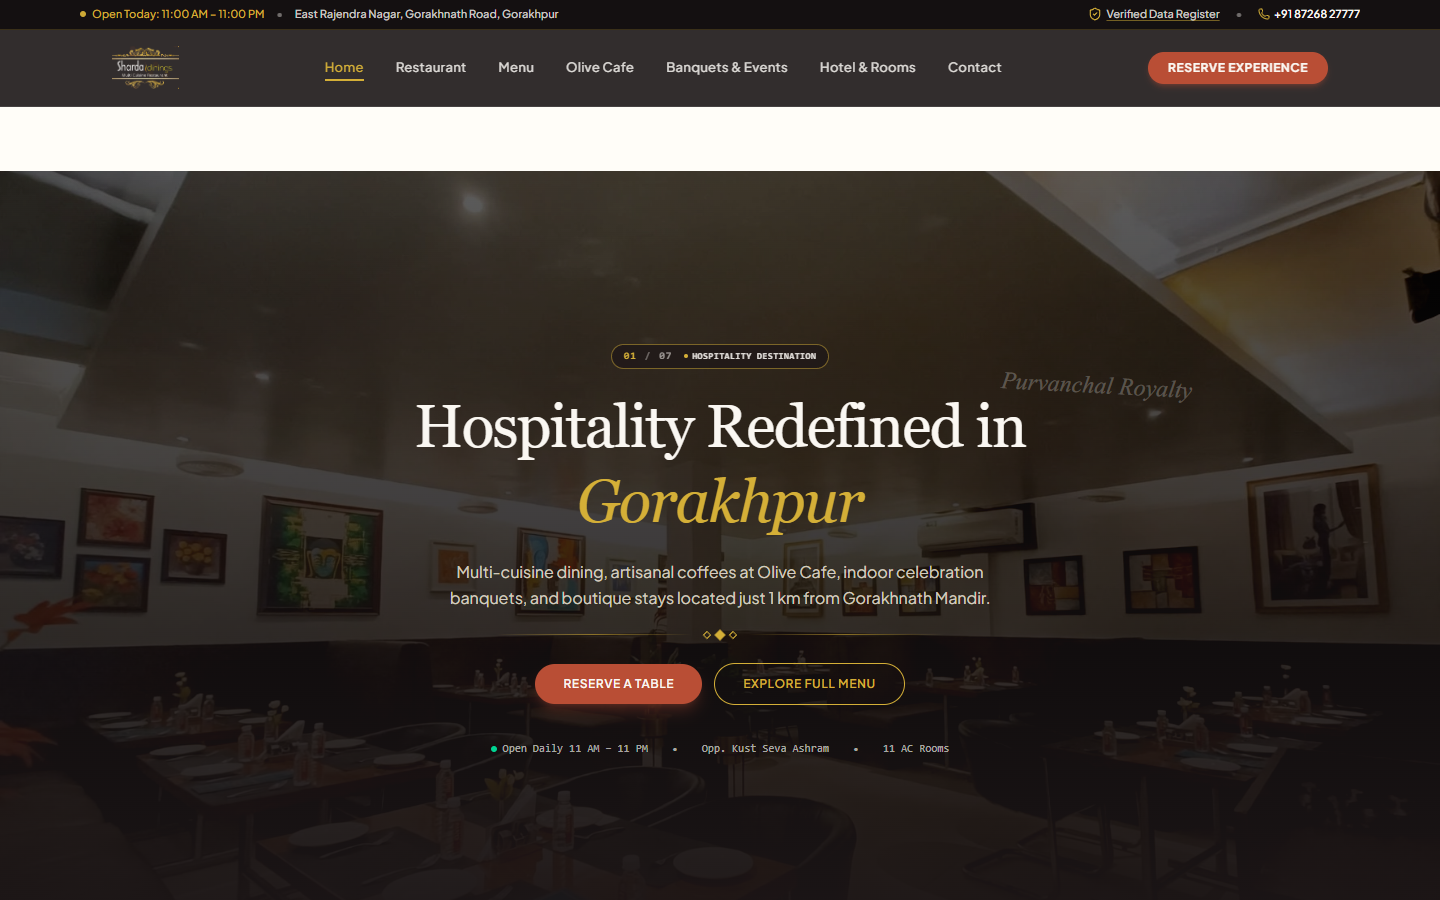 Open Today: 11:00 AM – 11:00 PM • East Rajendra Nagar, Gorakhnath Road, Gorakhpur
Verified Data Register • +91 87268 27777
Sharda
Multi Cuisine Restaurant
Home Restaurant Menu Olive Cafe Banquets & Events Hotel & Rooms Contact
RESERVE EXPERIENCE
01 / 07 • HOSPITALITY DESTINATION
Purvanchal Royalty
Hospitality Redefined in
Gorakhpur
Multi-cuisine dining, artisanal coffees at Olive Cafe, indoor celebration
banquets, and boutique stays located just 1 km from Gorakhnath Mandir.
RESERVE A TABLE
EXPLORE FULL MENU
Open Daily 11 AM – 11 PM • Opp. Kust Seva Ashram • 11 AC Rooms